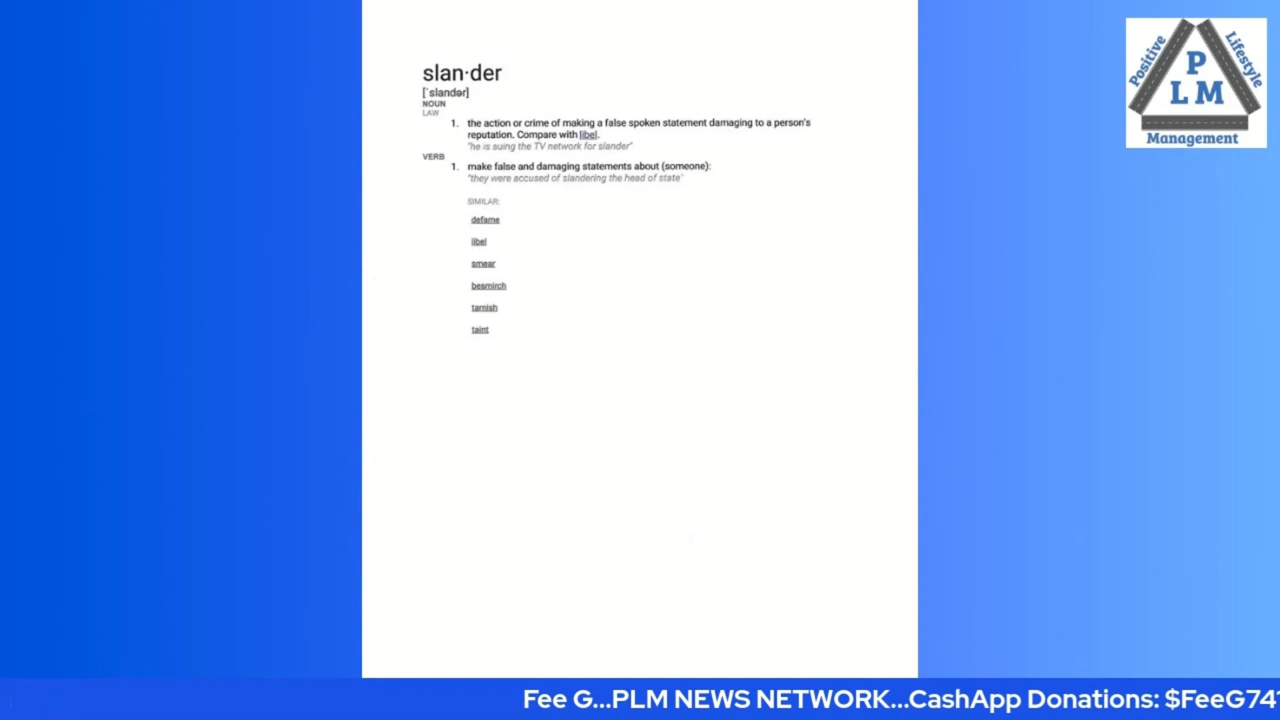 slan·der
[ˈslandər]
NOUN
LAW
1. the action or crime of making a false spoken statement damaging to a person's
reputation. Compare with libel.
"he is suing the TV network for slander"
VERB
1. make false and damaging statements about (someone):
"they were accused of slandering the head of state"
SIMILAR:
defame
libel
smear
besmirch
tarnish
taint
Positive
Lifestyle
P
L M
Management
Fee G...PLM NEWS NETWORK...CashApp Donations: $FeeG741